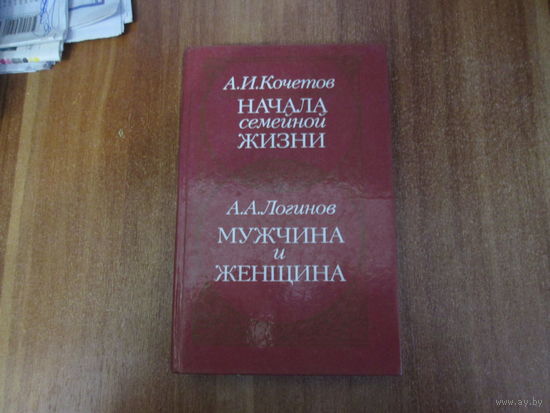 А.И.Кочетов
НАЧАЛА
семейной
ЖИЗНИ
А.А.Логинов
МУЖЧИНА
и
ЖЕНЩИНА
www.ay.by